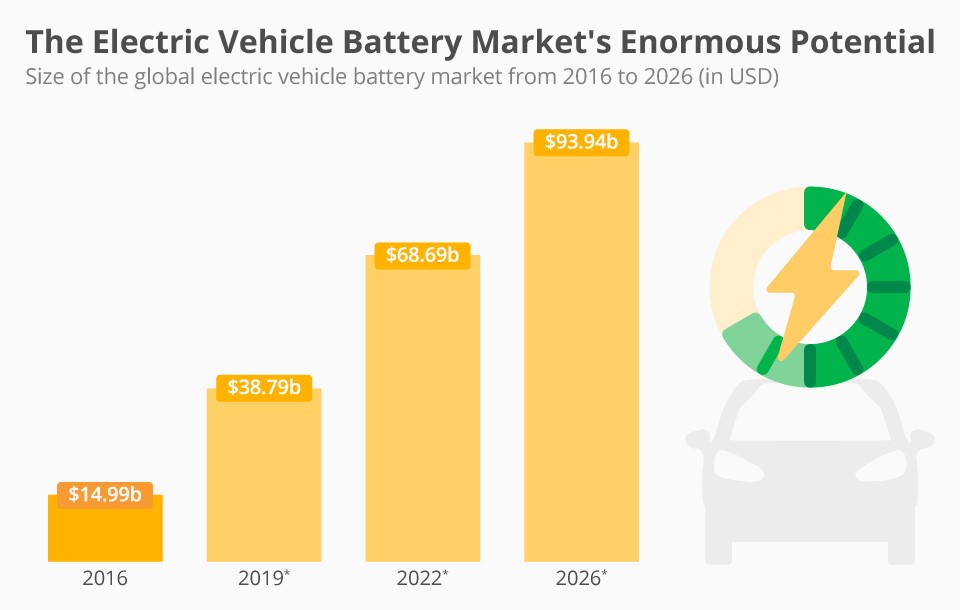 The Electric Vehicle Battery Market's Enormous Potential
Size of the global electric vehicle battery market from 2016 to 2026 (in USD)
$93.94b
$68.69b
$38.79b
$14.99b
2016
2019*
2022*
2026*